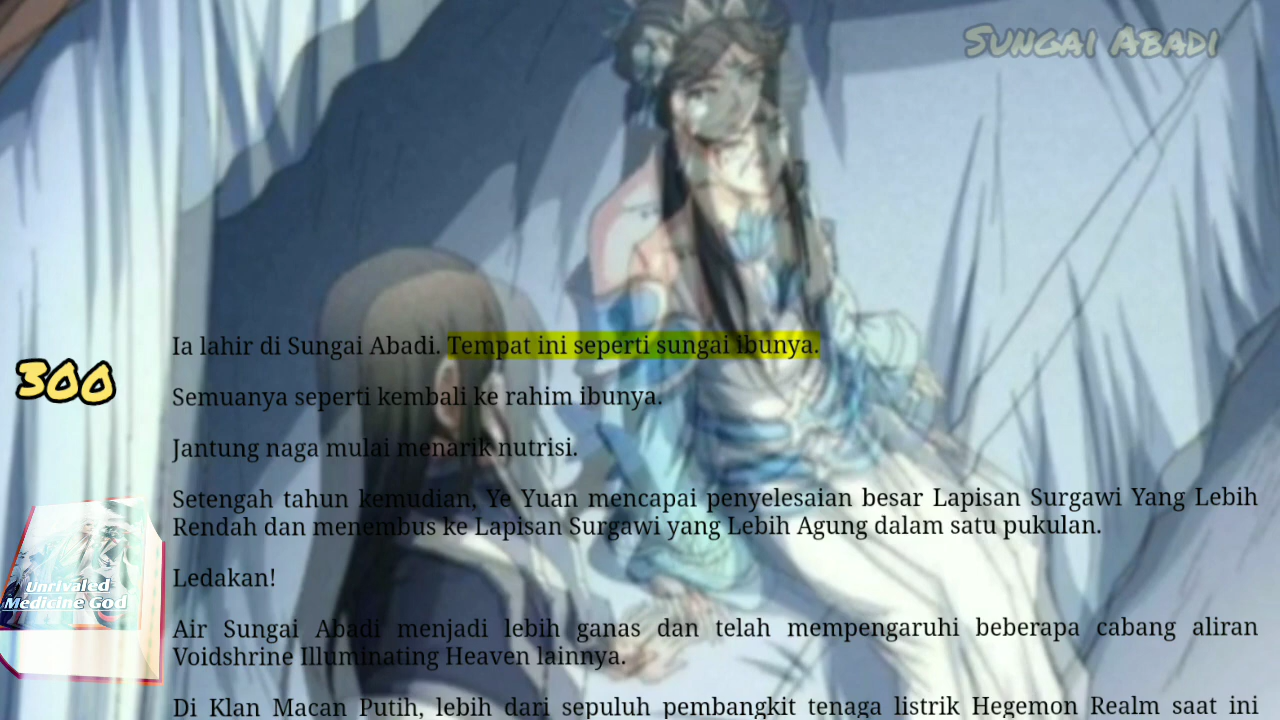 Sungai Abadi
Ia lahir di Sungai Abadi. Tempat ini seperti sungai ibunya.
300
Semuanya seperti kembali ke rahim ibunya.
Jantung naga mulai menarik nutrisi.
Setengah tahun kemudian, Ye Yuan mencapai penyelesaian besar Lapisan Surgawi Yang Lebih
Rendah dan menembus ke Lapisan Surgawi yang Lebih Agung dalam satu pukulan.
Ledakan!
Unrivaled
Medicine God
Air Sungai Abadi menjadi lebih ganas dan telah mempengaruhi beberapa cabang aliran
Voidshrine Illuminating Heaven lainnya.
Di Klan Macan Putih, lebih dari sepuluh pembangkit tenaga listrik Hegemon Realm saat ini